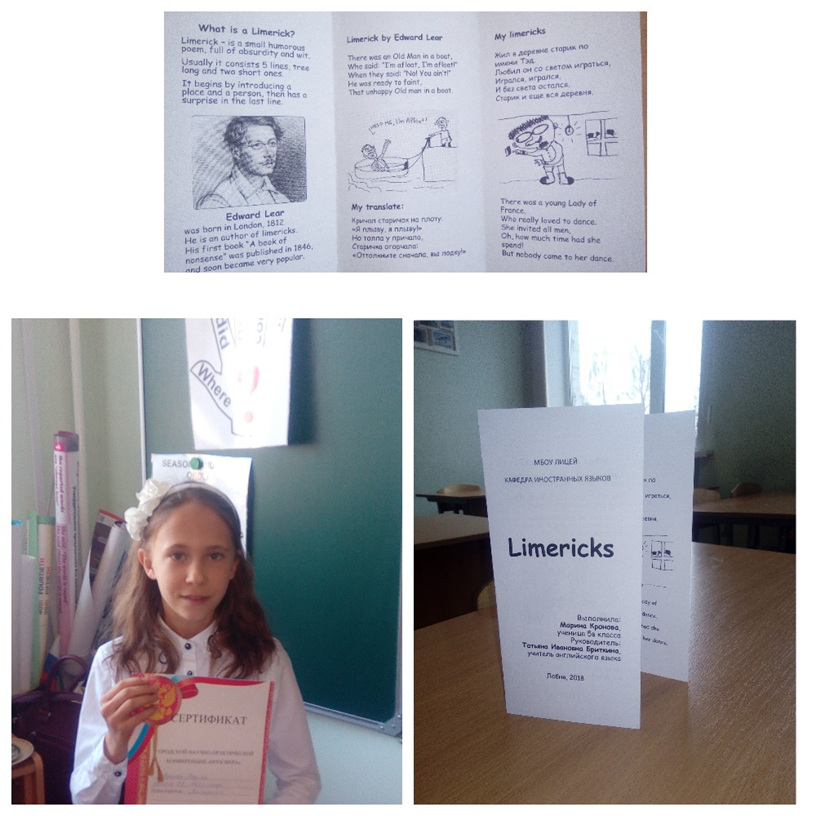 What is a Limerick?
Limerick – is a small humorous
poem, full of absurdity and wit.
Usually it consists 5 lines, tree
long and two short ones.
It begins by introducing a
place and a person, then has a
surprise in the last line.
Edward Lear
was born in London, 1812.
He is an author of limericks.
His first book "A book of
nonsense" was published in 1846,
and soon became very popular.
Limerick by Edward Lear
There was an Old Man in a boat,
Who said: "I'm afloat, I'm afloat!"
When they said: "No! You ain't!"
He was ready to faint,
That unhappy Old man in a boat.
I'm afloat!
My translate:
Кричал старичок на плоту:
«Я плыву, я плыву!»
Но толпа у причала,
Старичка огорчала:
«Оттолкните сначала, вы лодку!»
My limericks
Жил в деревне старик по
имени Тэд.
Любил он со светом играться,
Игрался, игрался,
И без света остался,
Старик и еще вся деревня.
There was a young Lady of
France,
Who really loved to dance.
She invited all men,
Oh, how much time had she
spend!
But nobody came to her dance.
did
Where
SEASON
СЕРТИФИКАТ
МБОУ ЛИЦЕЙ
КАФЕДРА ИНОСТРАННЫХ ЯЗЫКОВ
Limericks
Выполнила:
Марина Кронова,
ученица 5а класса
Руководитель:
Татьяна Ивановна Бриткина,
учитель английского языка
Лобня, 2018
по
играться,